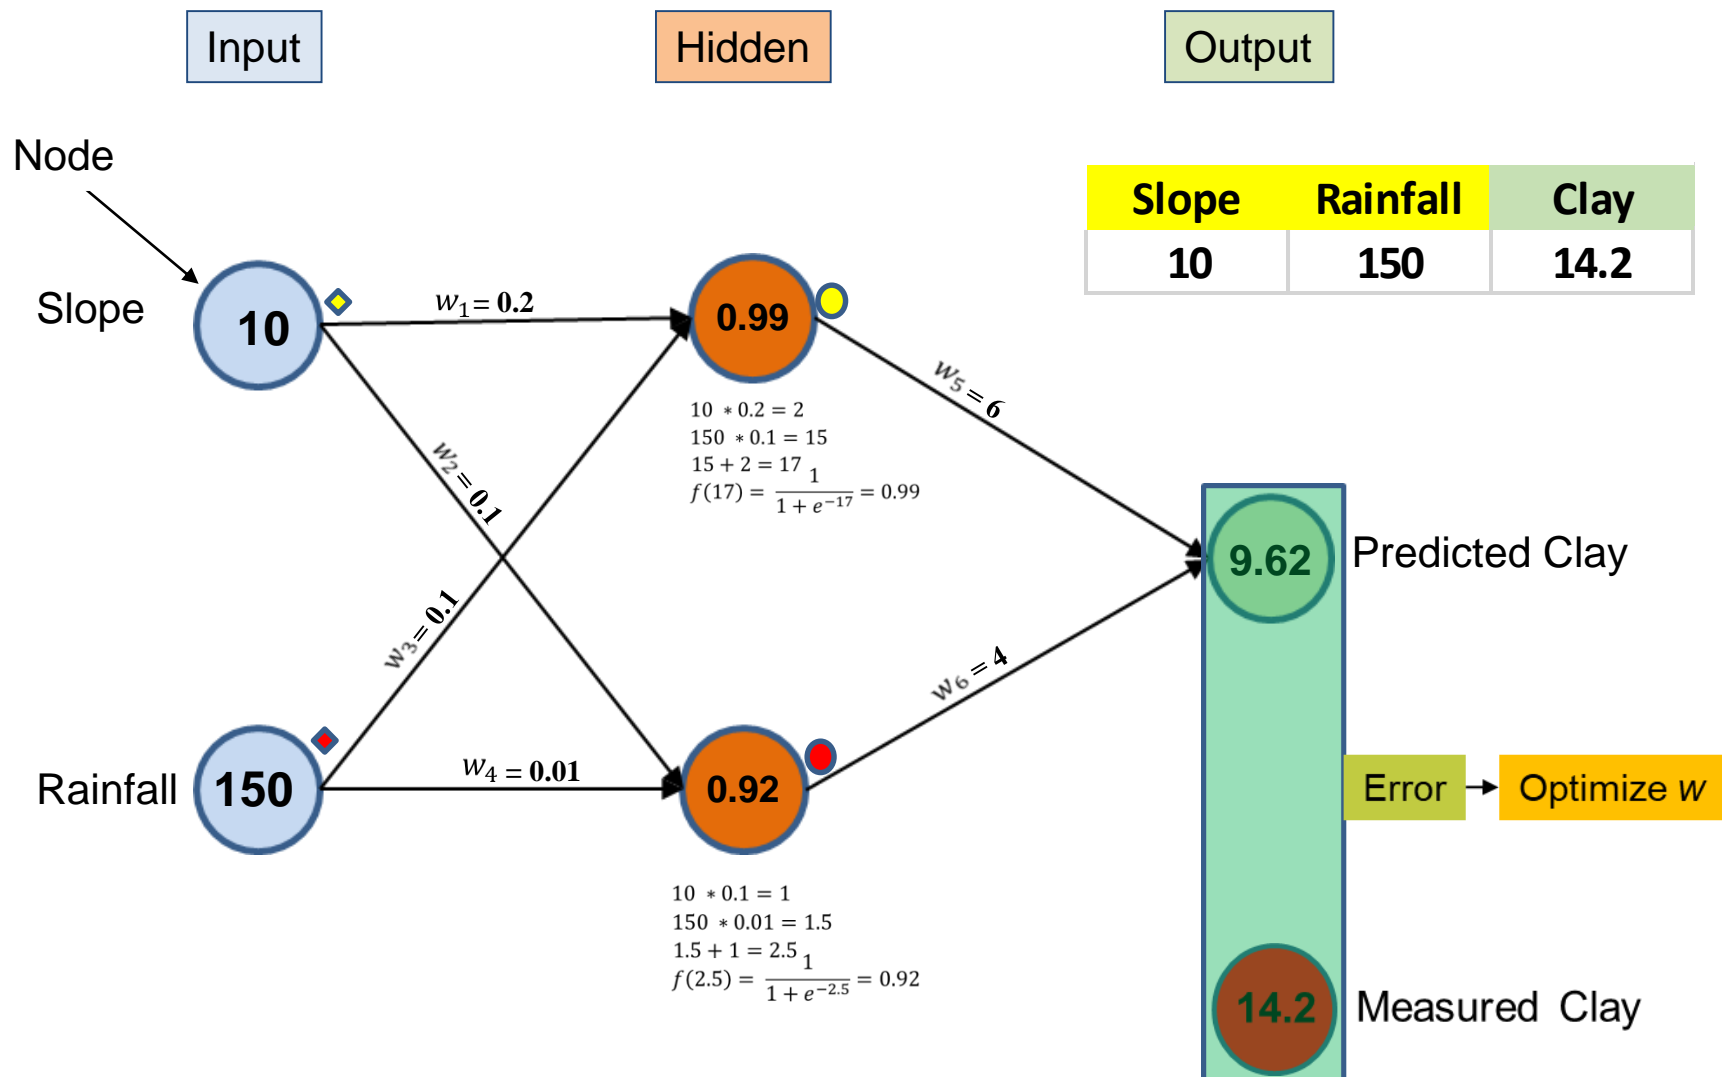 Input
Hidden
Output
Node
Slope Rainfall Clay
10 150 14.2
Slope
10
w₁ = 0.2
0.99
10 * 0.2 = 2
150 * 0.1 = 15
15 + 2 = 17
f(17) = 1 / (1 + e⁻¹⁷) = 0.99
w₅ = 6
w₂ = 0.1
w₃ = 0.1
9.62
Predicted Clay
w₆ = 4
Rainfall
150
w₄ = 0.01
0.92
Error
Optimize w
10 * 0.1 = 1
150 * 0.01 = 1.5
1.5 + 1 = 2.5
f(2.5) = 1 / (1 + e⁻²·⁵) = 0.92
14.2
Measured Clay